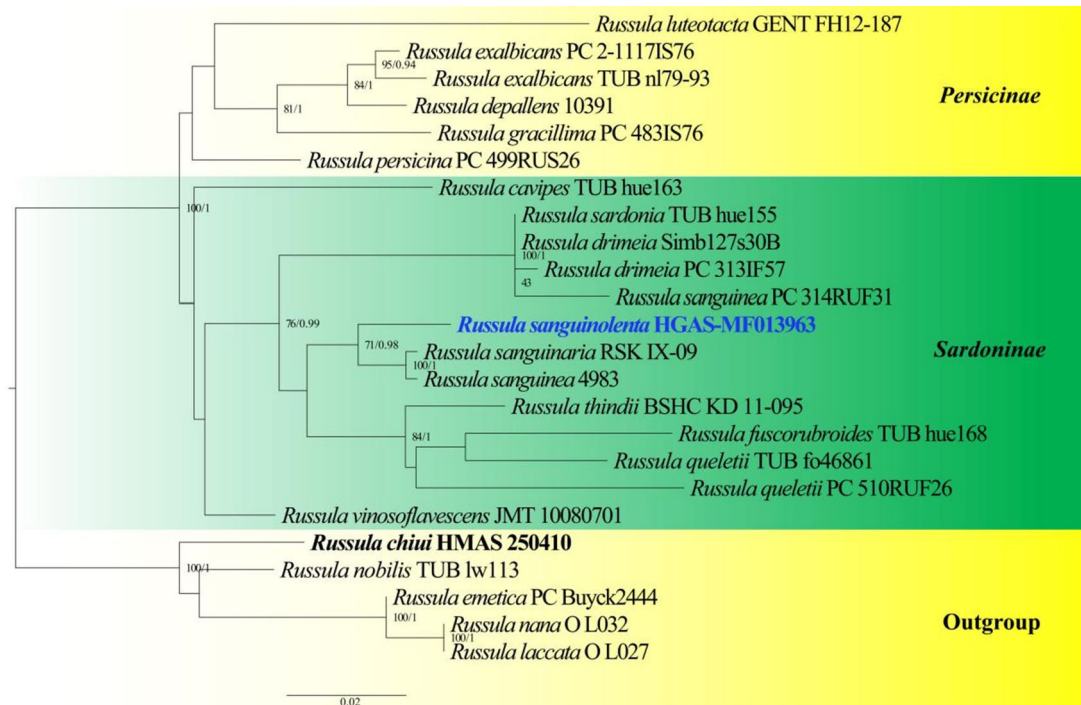 Russula luteotacta GENT FH12-187
Russula exalbicans PC 2-1117IS76
95/0.94
Russula exalbicans TUB nl79-93
84/1
Russula depallens 10391
81/1
Persicinae
Russula gracillima PC 483IS76
Russula persicina PC 499RUS26
Russula cavipes TUB hue163
100/1
Russula sardonia TUB hue155
Russula drimeia Simb127s30B
100/1
Russula drimeia PC 313IF57
43
Russula sanguinea PC 314RUF31
Russula sanguinolenta HGAS-MF013963
76/0.99
71/0.98
Sardoninae
Russula sanguinaria RSK IX-09
100/1
Russula sanguinea 4983
Russula thindii BSHC KD 11-095
84/1
Russula fuscorubroides TUB hue168
Russula queletii TUB fo46861
Russula queletii PC 510RUF26
Russula vinosoflavescens JMT 10080701
Russula chiui HMAS 250410
100/1
Russula nobilis TUB lw113
Russula emetica PC Buyck2444
100/1
Russula nana O L032
Outgroup
100/1
Russula laccata O L027
0.02